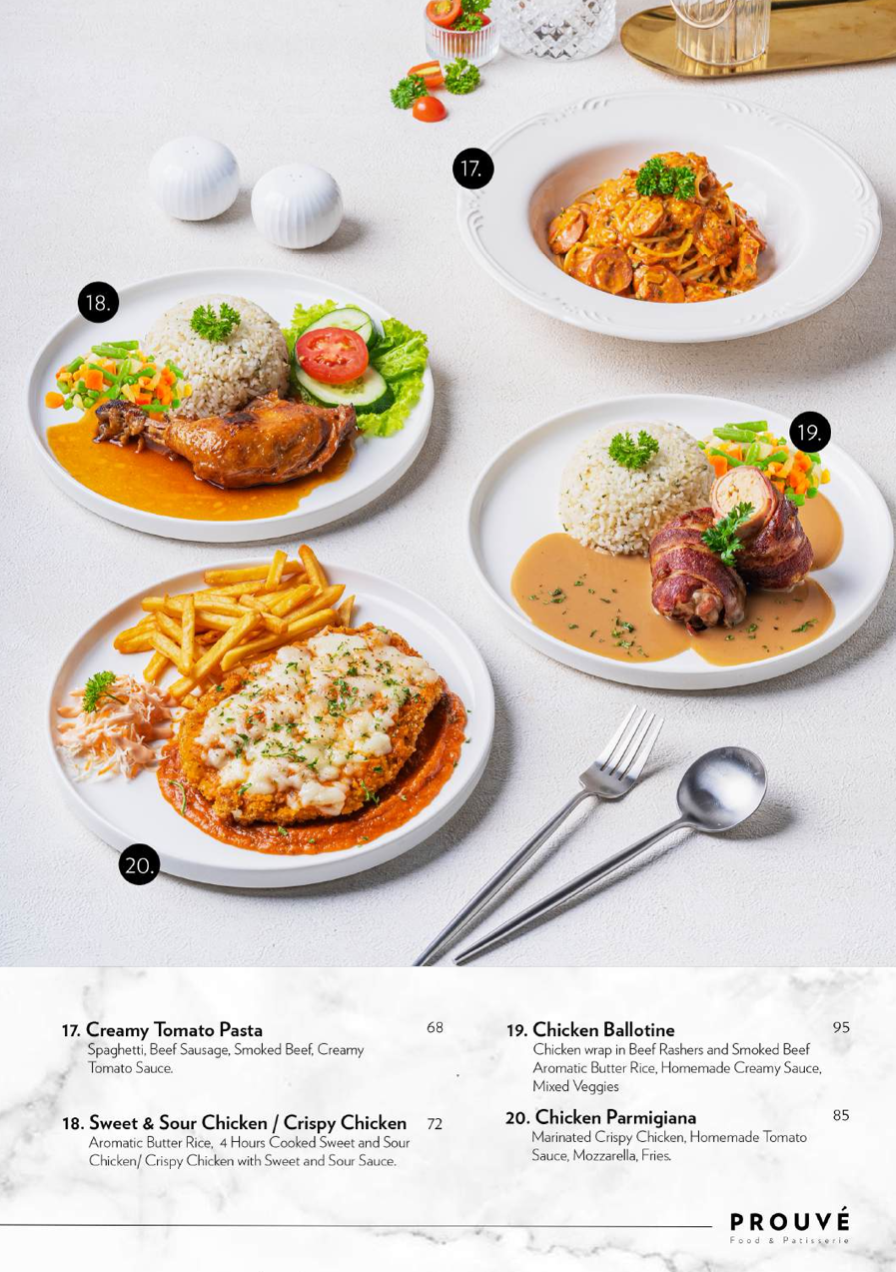 17.
18.
19.
20.
17. Creamy Tomato Pasta 68
Spaghetti, Beef Sausage, Smoked Beef, Creamy
Tomato Sauce.
18. Sweet & Sour Chicken / Crispy Chicken 72
Aromatic Butter Rice, 4 Hours Cooked Sweet and Sour
Chicken/ Crispy Chicken with Sweet and Sour Sauce.
19. Chicken Ballotine 95
Chicken wrap in Beef Rashers and Smoked Beef
Aromatic Butter Rice, Homemade Creamy Sauce,
Mixed Veggies
20. Chicken Parmigiana 85
Marinated Crispy Chicken, Homemade Tomato
Sauce, Mozzarella, Fries.
PROUVÉ
Food & Patisserie